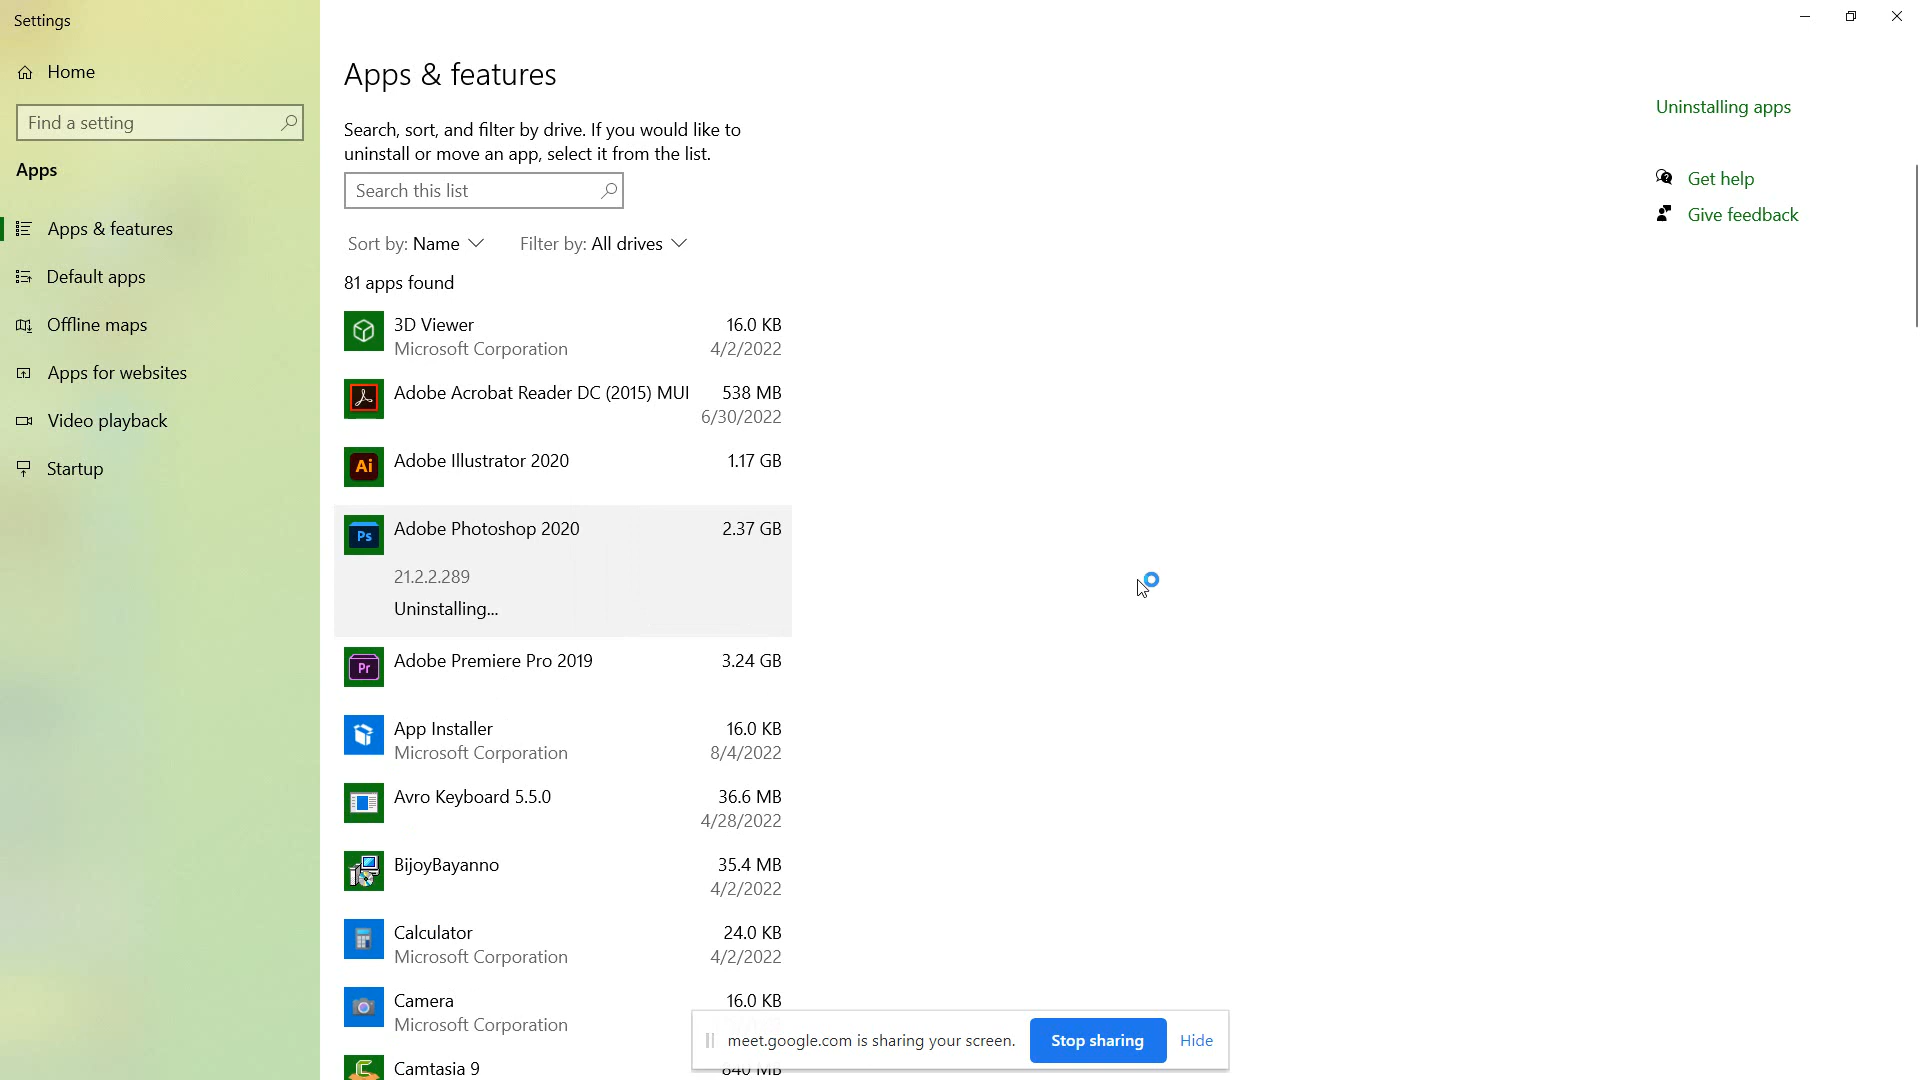 Settings
Home
Find a setting
Apps
Apps & features
Default apps
Offline maps
Apps for websites
Video playback
Startup
Apps & features
Search, sort, and filter by drive. If you would like to
uninstall or move an app, select it from the list.
Search this list
Sort by: Name
Filter by: All drives
81 apps found
3D Viewer 16.0 KB
Microsoft Corporation 4/2/2022
Adobe Acrobat Reader DC (2015) MUI 538 MB
6/30/2022
Ai Adobe Illustrator 2020 1.17 GB
Ps Adobe Photoshop 2020 2.37 GB
21.2.2.289
Uninstalling...
Pr Adobe Premiere Pro 2019 3.24 GB
App Installer 16.0 KB
Microsoft Corporation 8/4/2022
Avro Keyboard 5.5.0 36.6 MB
4/28/2022
BijoyBayanno 35.4 MB
4/2/2022
Calculator 24.0 KB
Microsoft Corporation 4/2/2022
Camera 16.0 KB
Microsoft Corporation
Camtasia 9 840 MB
meet.google.com is sharing your screen. Stop sharing Hide
Uninstalling apps
Get help
Give feedback